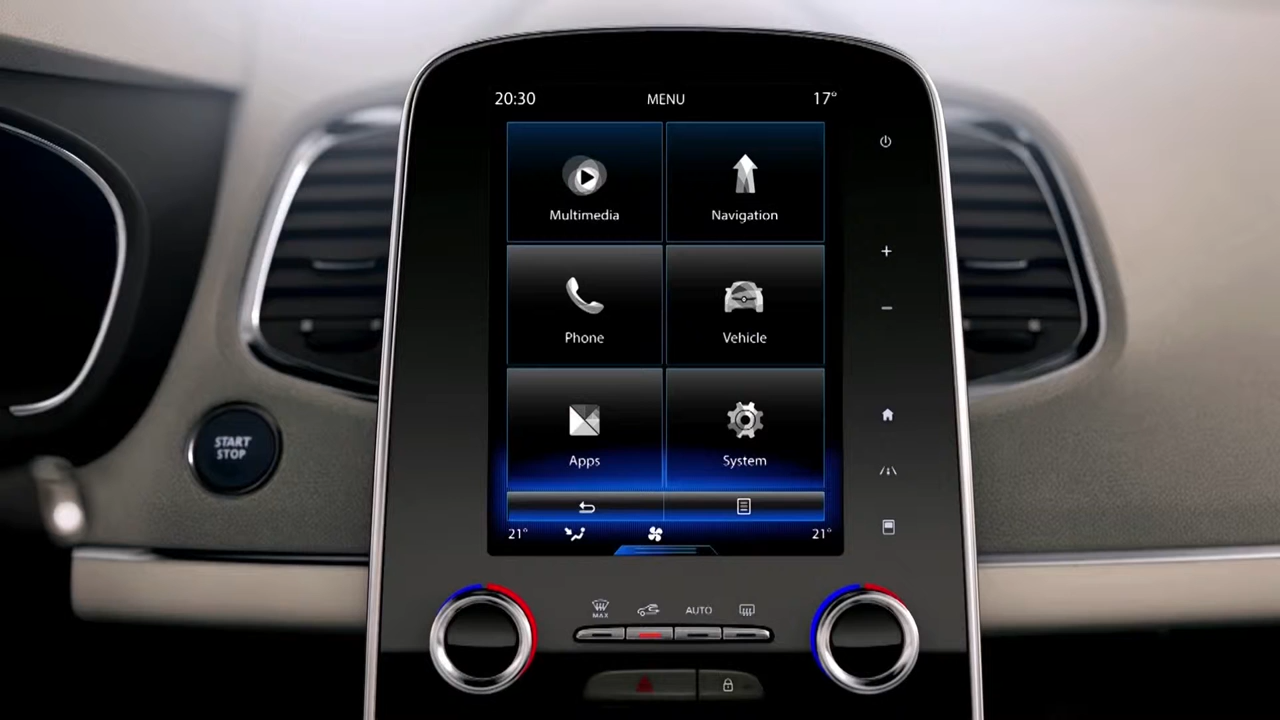 20:30 MENU 17°
Multimedia Navigation
Phone Vehicle
START
STOP
Apps System
21° 21°
MAX AUTO